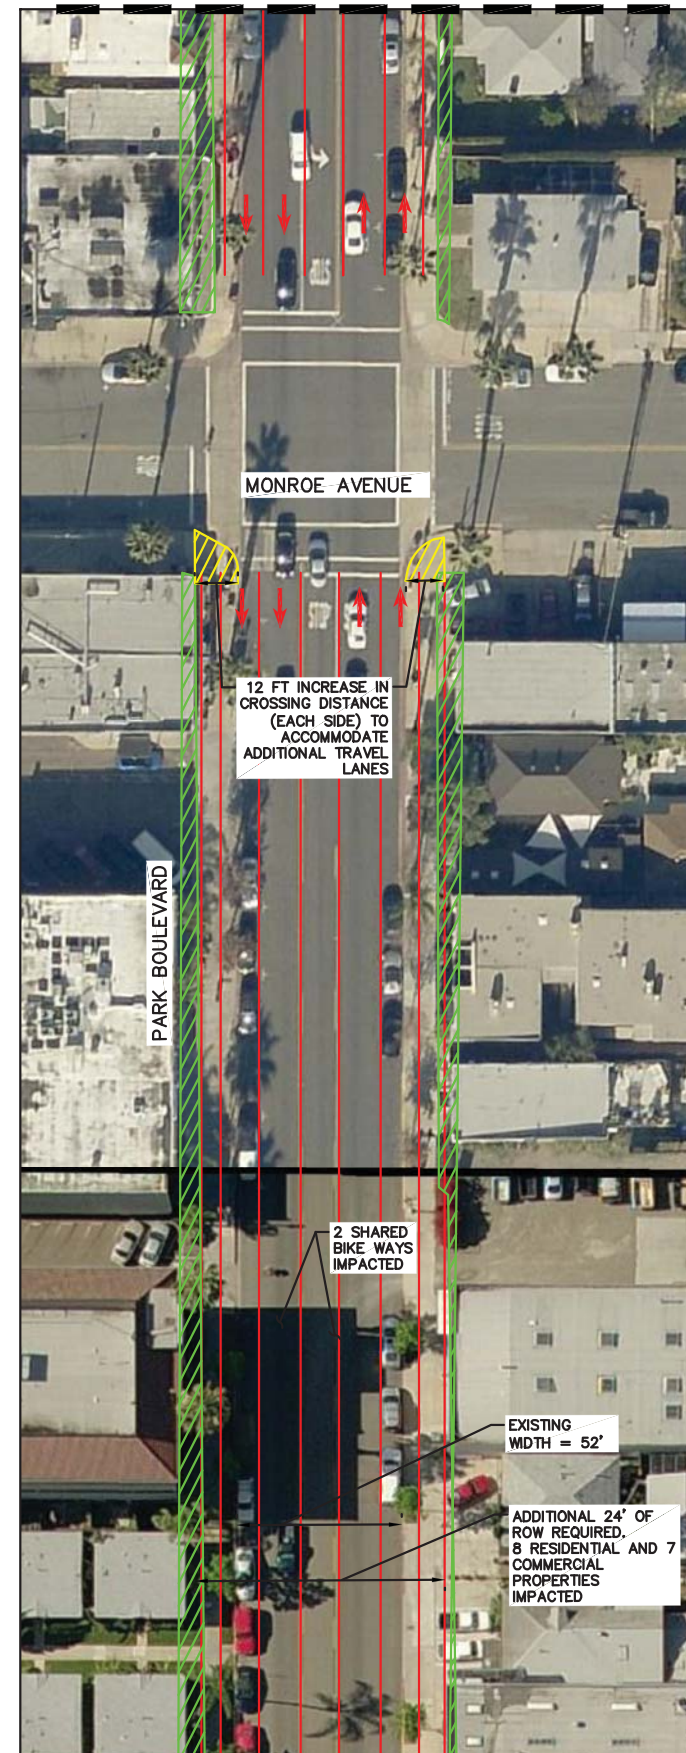 MONROE AVENUE
12 FT INCREASE IN
CROSSING DISTANCE
(EACH SIDE) TO
ACCOMMODATE
ADDITIONAL TRAVEL
LANES
PARK BOULEVARD
2 SHARED
BIKE WAYS
IMPACTED
EXISTING
WIDTH = 52'
ADDITIONAL 24' OF
ROW REQUIRED.
8 RESIDENTIAL AND 7
COMMERCIAL
PROPERTIES
IMPACTED